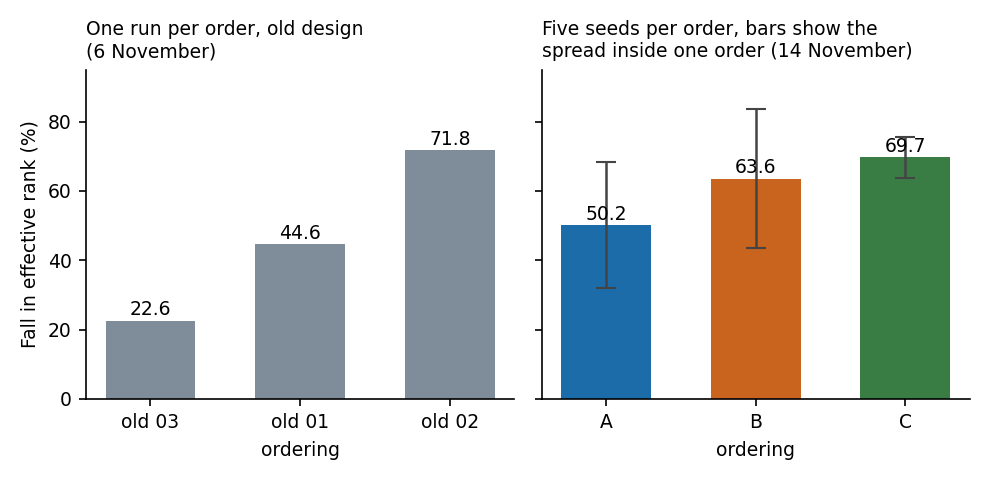 One run per order, old design
(6 November)
Five seeds per order, bars show the
spread inside one order (14 November)
Fall in effective rank (%)
80
60
40
20
0
22.6
44.6
71.8
50.2
63.6
69.7
old 03
old 01
old 02
ordering
A
B
C
ordering